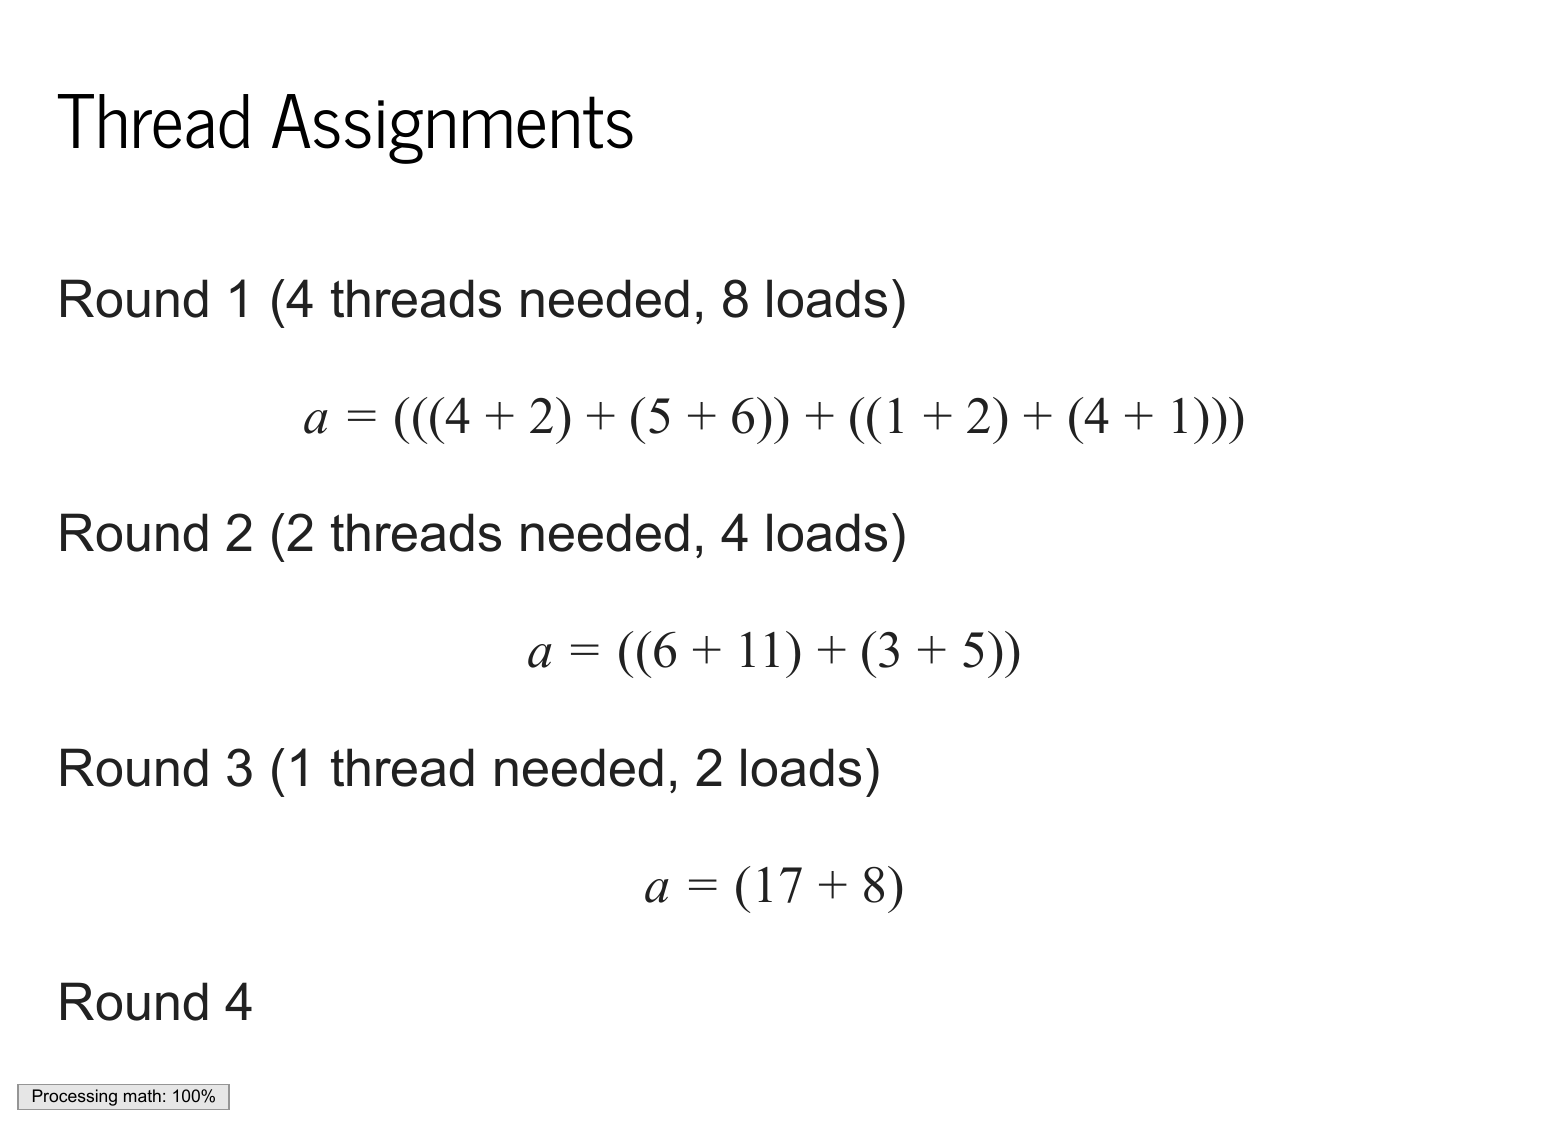 Thread Assignments
Round 1 (4 threads needed, 8 loads)
a = (((4 + 2) + (5 + 6)) + ((1 + 2) + (4 + 1)))
Round 2 (2 threads needed, 4 loads)
a = ((6 + 11) + (3 + 5))
Round 3 (1 thread needed, 2 loads)
a = (17 + 8)
Round 4
Processing math: 100%